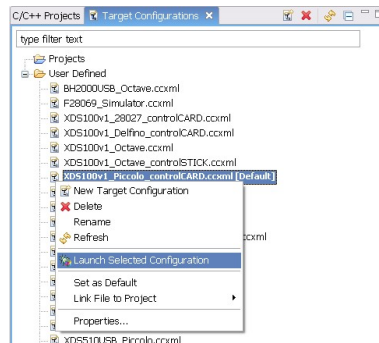 C/C++ Projects Target Configurations
type filter text
Projects
User Defined
BH2000USB_Octave.ccxml
F28069_Simulator.ccxml
XDS100v1_28027_controlCARD.ccxml
XDS100v1_Delfino_controlCARD.ccxml
XDS100v1_Octave.ccxml
XDS100v1_Octave_controlSTICK.ccxml
XDS100v1_Piccolo_controlCARD.ccxml [Default]
New Target Configuration
Delete
Rename
Refresh
ccxml
Launch Selected Configuration
Set as Default
Link File to Project
Properties...
XDS510USB_Piccolo.ccxml